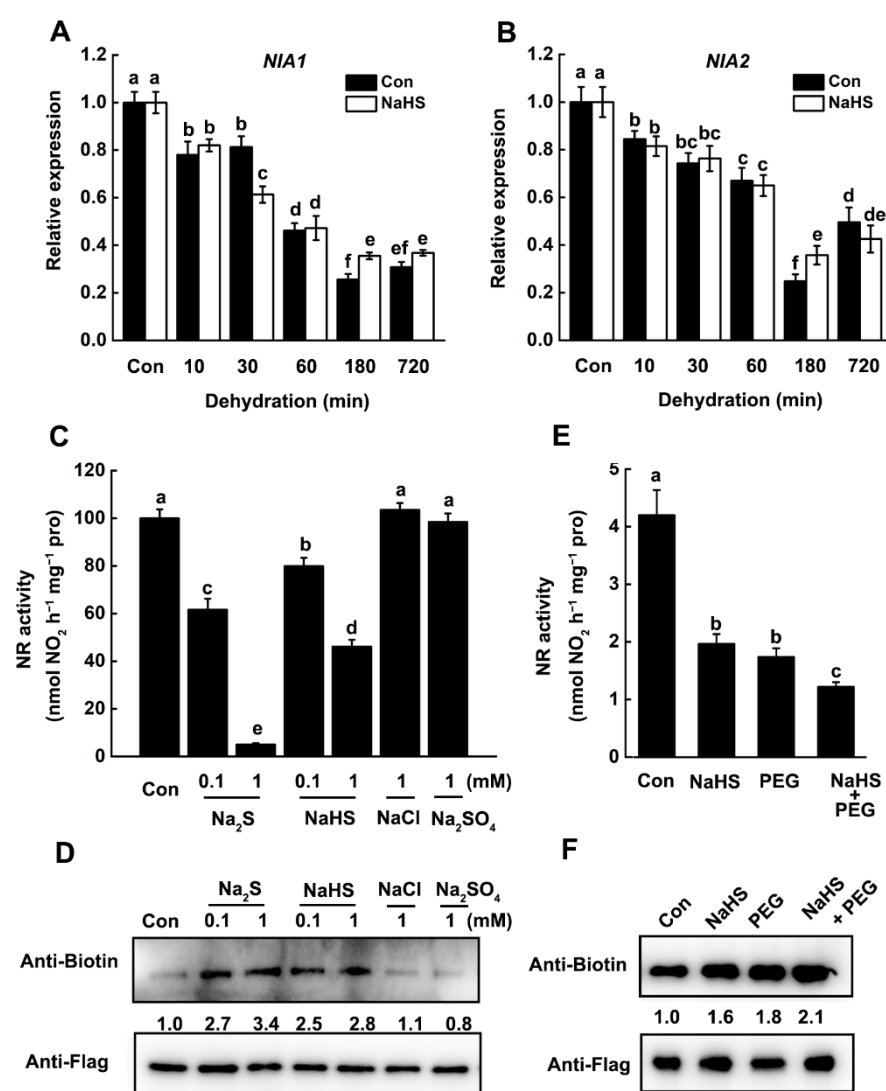 A
NIA1
Con
NaHS
Relative expression
1.2
1.0
0.8
0.6
0.4
0.2
0.0
a a b b b c d d f e ef e
Con 10 30 60 180 720
Dehydration (min)
B
NIA2
Con
NaHS
Relative expression
1.2
1.0
0.8
0.6
0.4
0.2
0.0
a a b b bc bc c c f e d de
Con 10 30 60 180 720
Dehydration (min)
C
NR activity
(nmol NO₂ h⁻¹ mg⁻¹ pro)
120
100
80
60
40
20
0
a c e b d a a
Con 0.1 1 0.1 1 1 1 (mM)
Na₂S NaHS NaCl Na₂SO₄
E
NR activity
(nmol NO₂ h⁻¹ mg⁻¹ pro)
5
4
3
2
1
0
a b b c
Con NaHS PEG NaHS
+
PEG
D
Na₂S NaHS NaCl Na₂SO₄
Con 0.1 1 0.1 1 1 1 (mM)
Anti-Biotin
1.0 2.7 3.4 2.5 2.8 1.1 0.8
Anti-Flag
F
Con NaHS PEG NaHS
+ PEG
Anti-Biotin
1.0 1.6 1.8 2.1
Anti-Flag